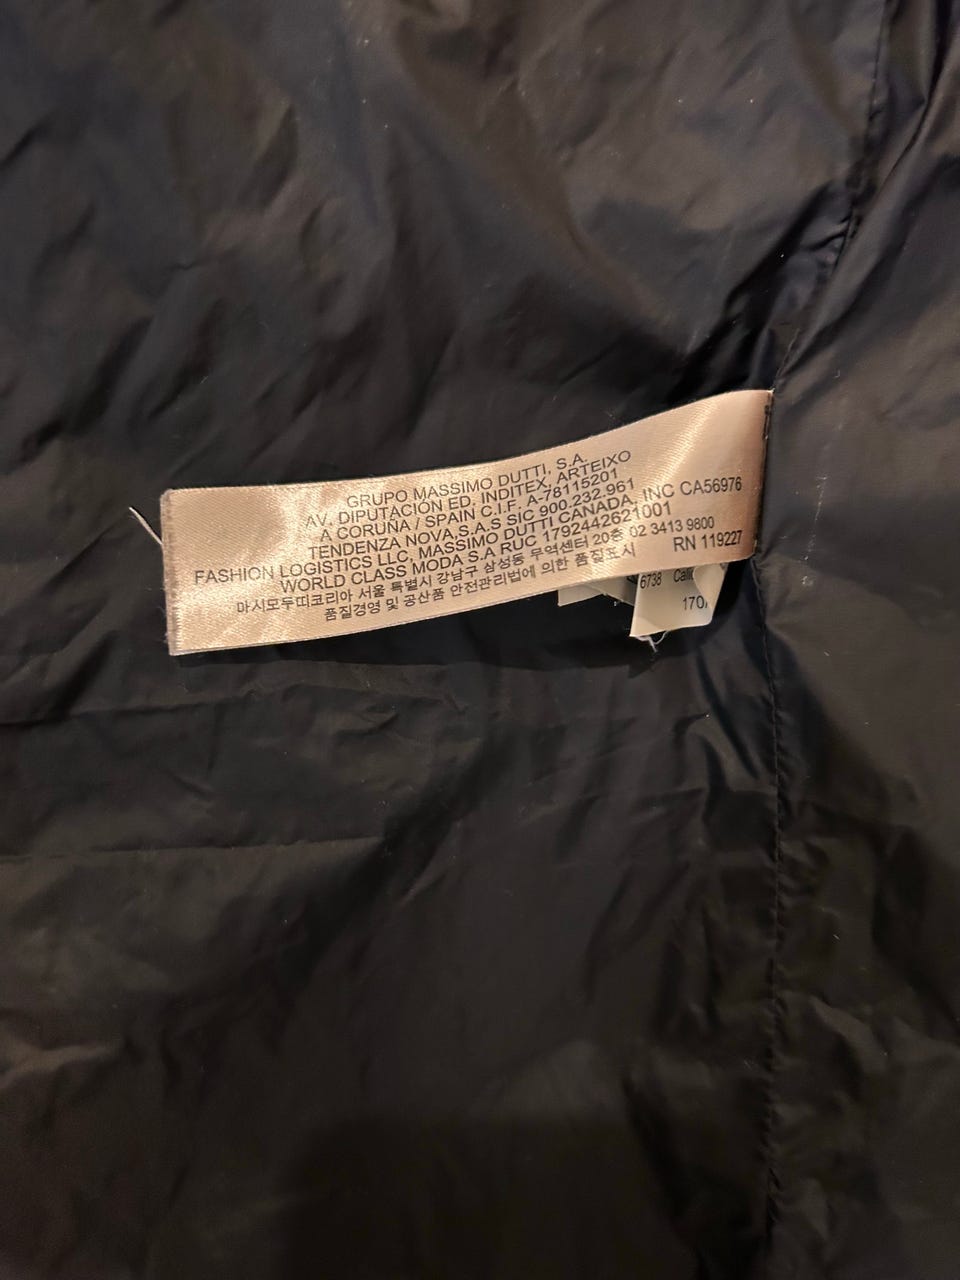 GRUPO MASSIMO DUTTI, S.A.
AV. DIPUTACIÓN ED. INDITEX, ARTEIXO
A CORUÑA / SPAIN C.I.F. A-78115201
TENDENZA NOVA,S.A.S SIC 900.232.961
FASHION LOGISTICS LLC, MASSIMO DUTTI CANADA, INC CA56976
WORLD CLASS MODA S.A RUC 1792442621001
마시모두띠코리아 서울 특별시 강남구 삼성동 무역센터 20층 02 3413 9800
품질경영 및 공산품 안전관리법에 의한 품질표시 RN 119227
6738
170